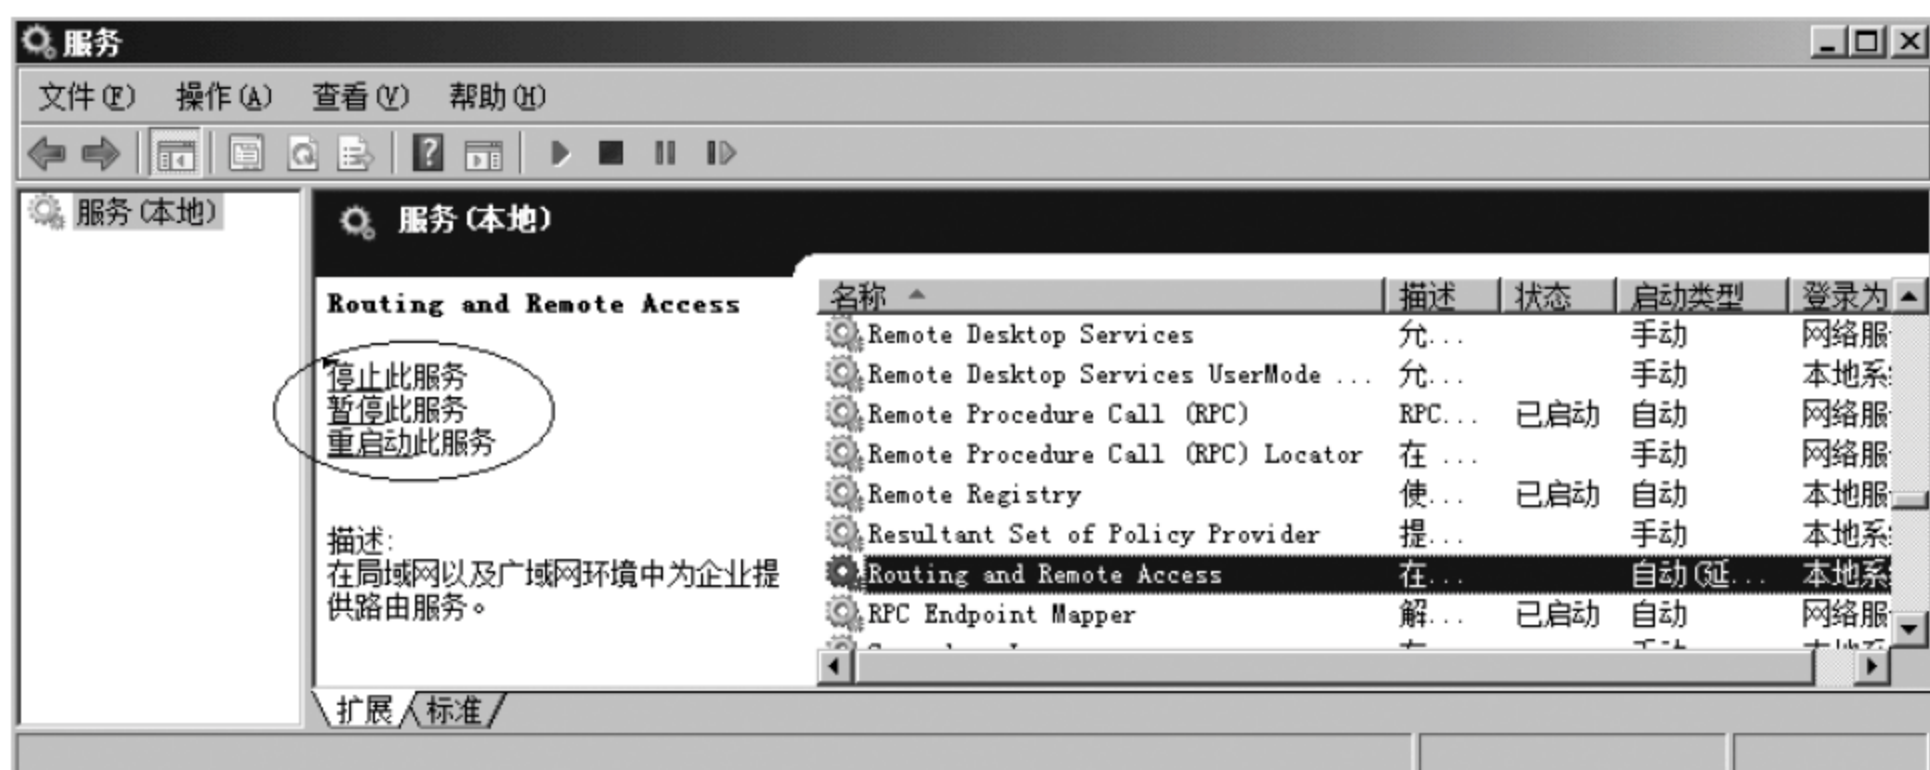 服务
文件(F) 操作(A) 查看(V) 帮助(H)
服务(本地)
服务(本地)
Routing and Remote Access
停止此服务
暂停此服务
重启动此服务
描述:
在局域网以及广域网环境中为企业提
供路由服务。
名称 描述 状态 启动类型 登录为
Remote Desktop Services 允... 手动 网络服
Remote Desktop Services UserMode ... 允... 手动 本地系
Remote Procedure Call (RPC) RPC... 已启动 自动 网络服
Remote Procedure Call (RPC) Locator 在 ... 手动 网络服
Remote Registry 使... 已启动 自动 本地服
Resultant Set of Policy Provider 提... 手动 本地系
Routing and Remote Access 在... 自动(延... 本地系
RPC Endpoint Mapper 解... 已启动 自动 网络服
扩展 标准